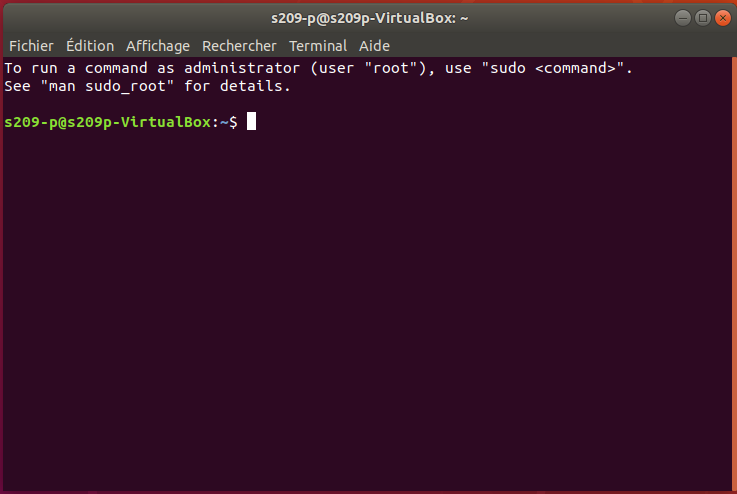 s209-p@s209p-VirtualBox: ~
Fichier Édition Affichage Rechercher Terminal Aide
To run a command as administrator (user "root"), use "sudo <command>".
See "man sudo_root" for details.
s209-p@s209p-VirtualBox:~$